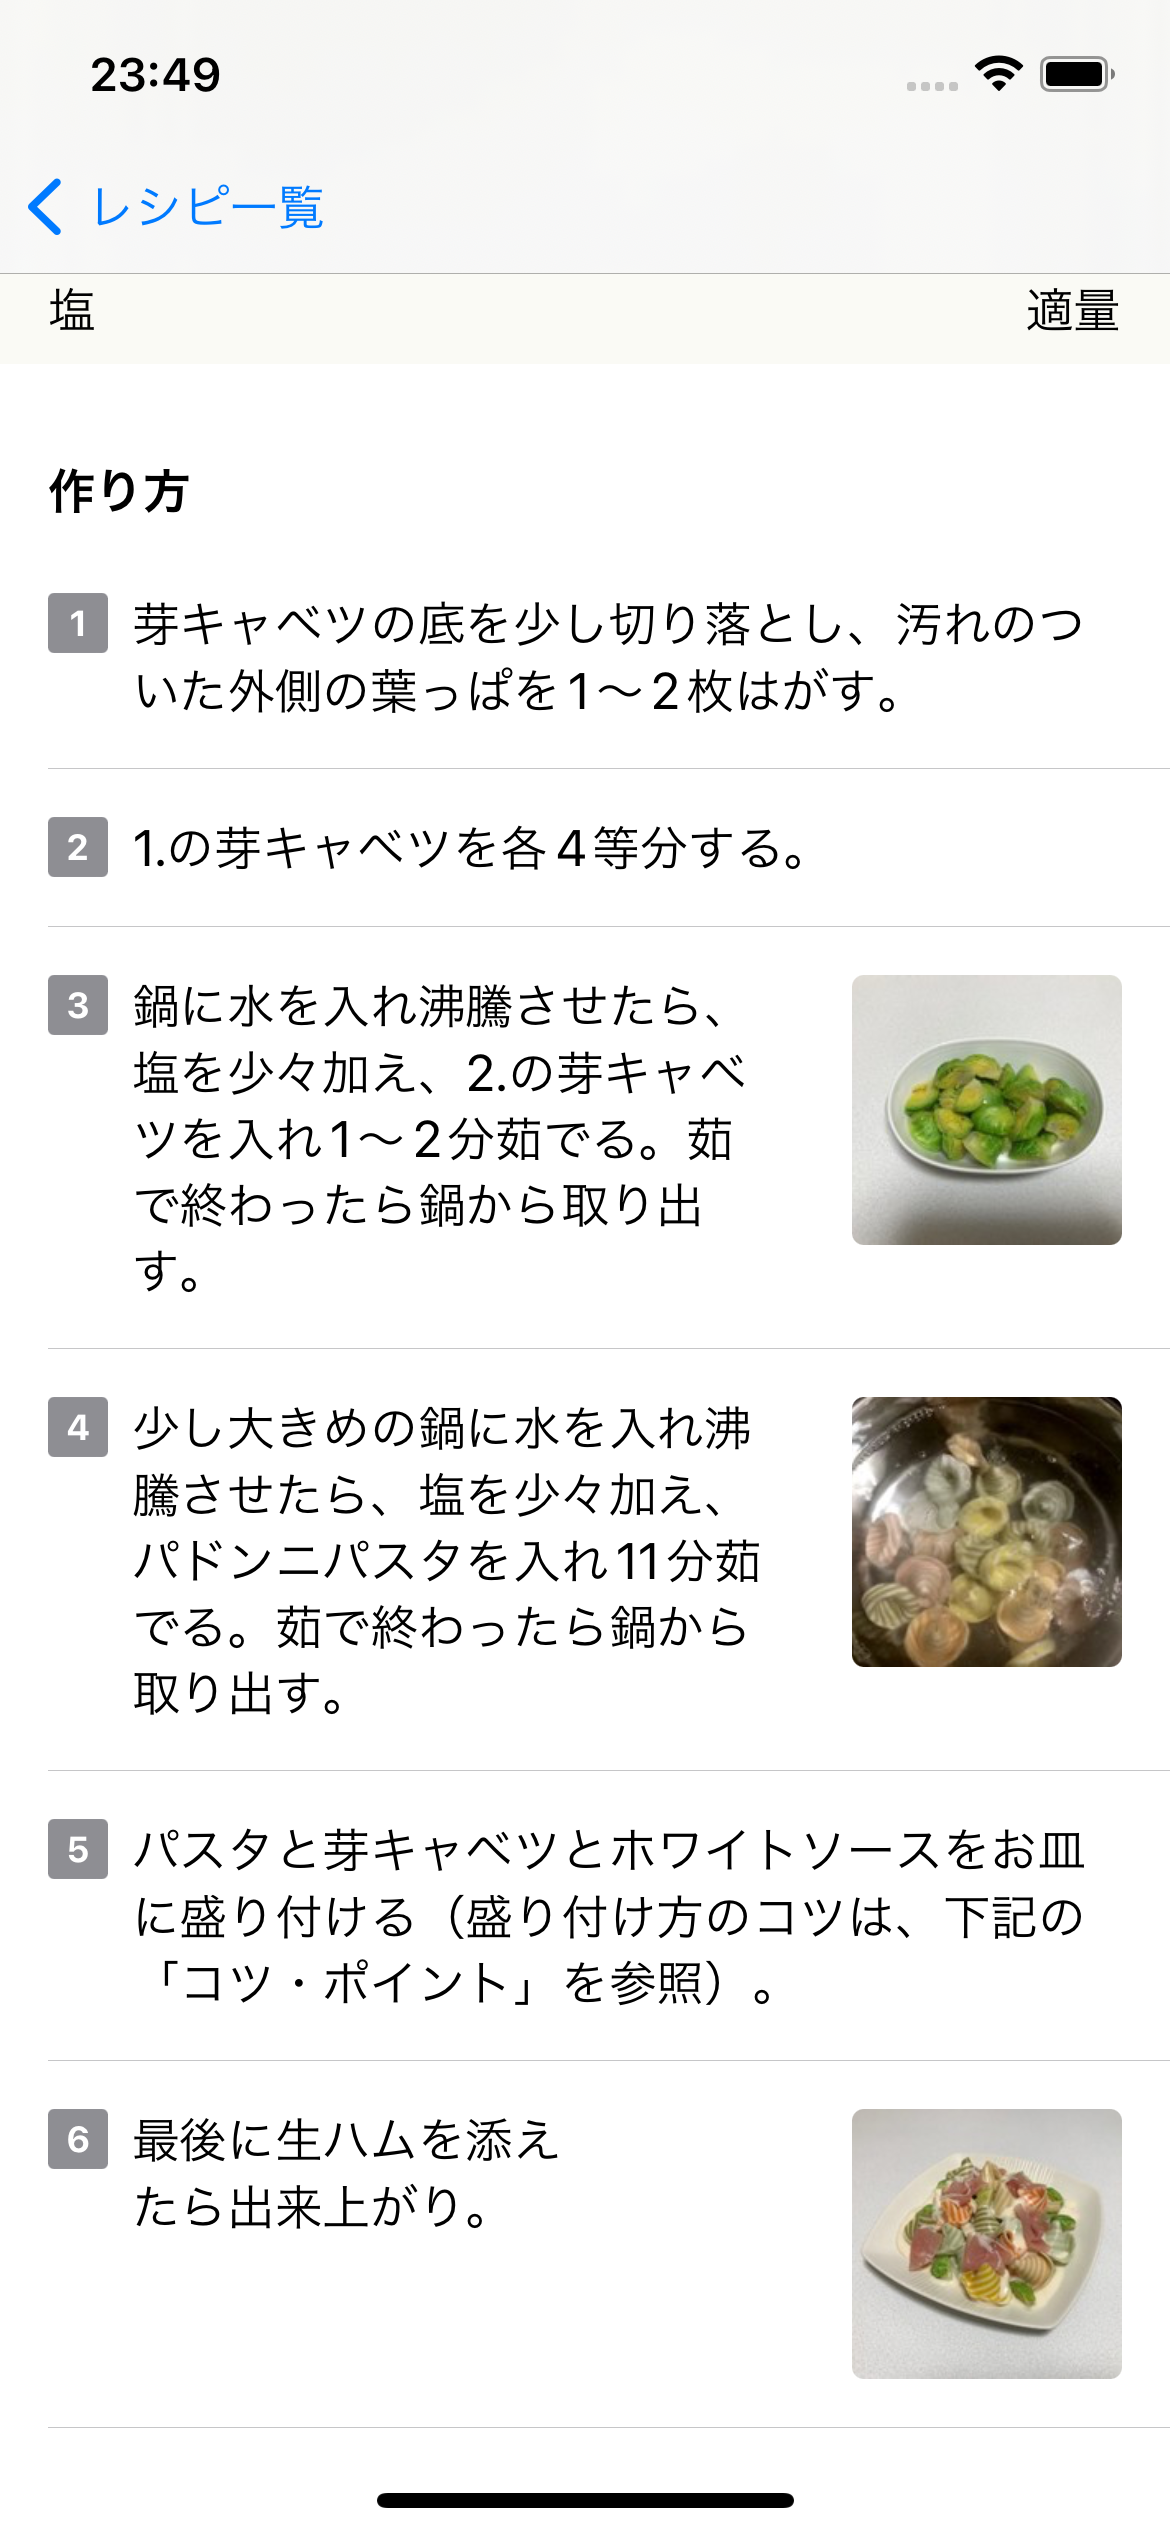 23:49
レシピ一覧
塩 適量
作り方
1 芽キャベツの底を少し切り落とし、汚れのつ
いた外側の葉っぱを1〜2枚はがす。
2 1.の芽キャベツを各4等分する。
3 鍋に水を入れ沸騰させたら、
塩を少々加え、2.の芽キャベ
ツを入れ1〜2分茹でる。茹
で終わったら鍋から取り出
す。
4 少し大きめの鍋に水を入れ沸
騰させたら、塩を少々加え、
パドンニパスタを入れ11分茹
でる。茹で終わったら鍋から
取り出す。
5 パスタと芽キャベツとホワイトソースをお皿
に盛り付ける（盛り付け方のコツは、下記の
「コツ・ポイント」を参照）。
6 最後に生ハムを添え
たら出来上がり。